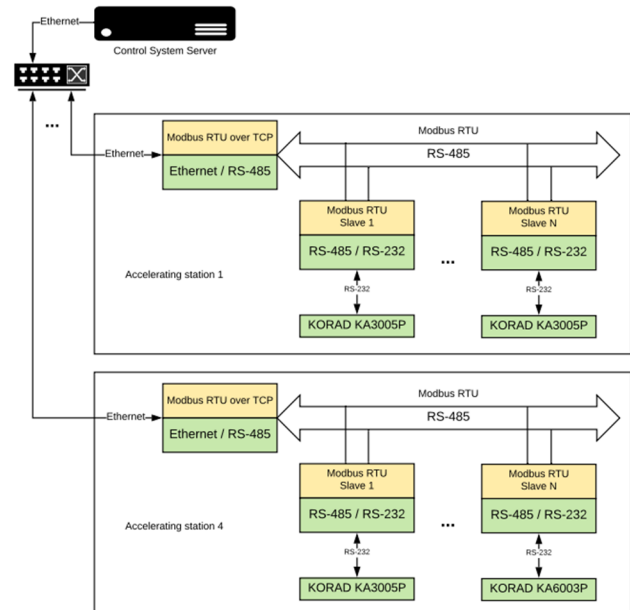 Ethernet
Control System Server
...
Modbus RTU over TCP
Modbus RTU
Ethernet
RS-485
Ethernet / RS-485
Modbus RTU
Slave 1
Modbus RTU
Slave N
RS-485 / RS-232
RS-485 / RS-232
...
Accelerating station 1
RS-232
RS-232
KORAD KA3005P
KORAD KA3005P
Modbus RTU over TCP
Modbus RTU
Ethernet
RS-485
Ethernet / RS-485
Modbus RTU
Slave 1
Modbus RTU
Slave N
RS-485 / RS-232
RS-485 / RS-232
...
Accelerating station 4
RS-232
RS-232
KORAD KA3005P
KORAD KA6003P